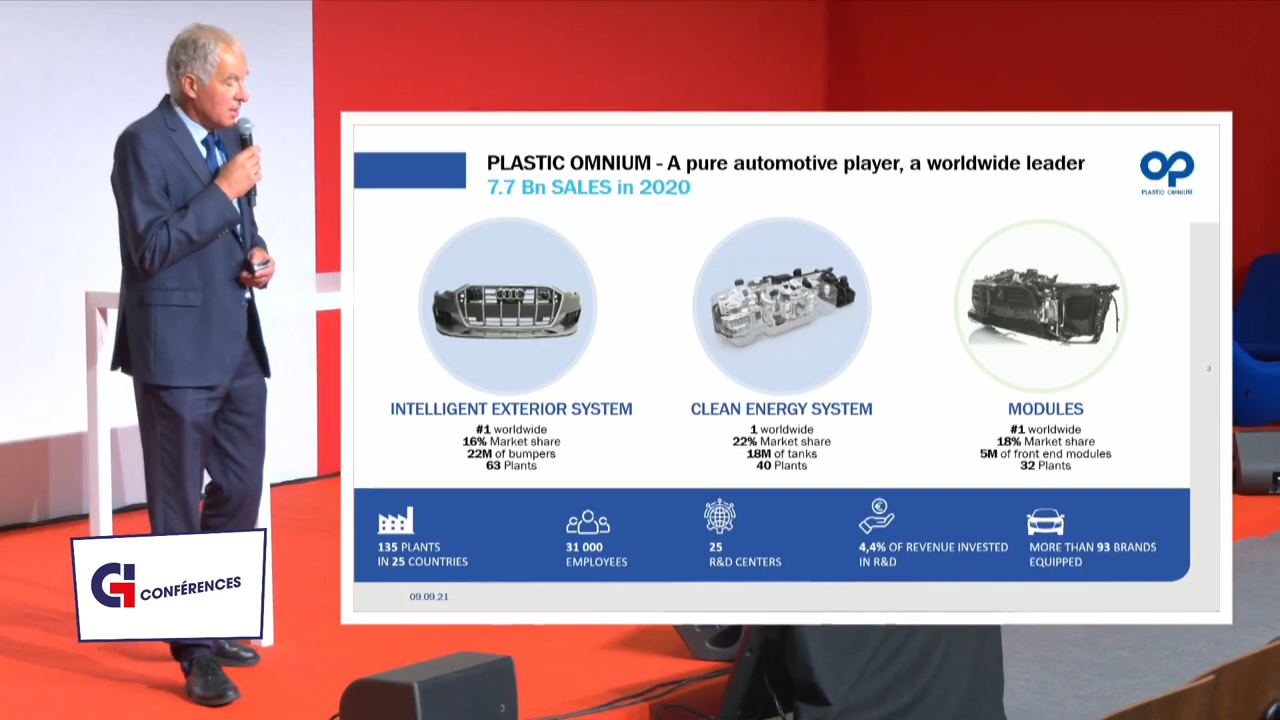 PLASTIC OMNIUM - A pure automotive player, a worldwide leader
7.7 Bn SALES in 2020
OP
PLASTIC OMNIUM
INTELLIGENT EXTERIOR SYSTEM
#1 worldwide
16% Market share
22M of bumpers
63 Plants
CLEAN ENERGY SYSTEM
1 worldwide
22% Market share
18M of tanks
40 Plants
MODULES
#1 worldwide
18% Market share
5M of front end modules
32 Plants
3
135 PLANTS
IN 25 COUNTRIES
31 000
EMPLOYEES
25
R&D CENTERS
€
4,4% OF REVENUE INVESTED
IN R&D
MORE THAN 93 BRANDS
EQUIPPED
09.09.21
GI CONFÉRENCES